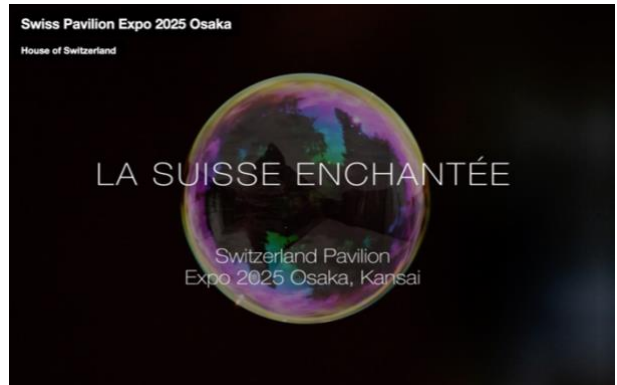 Swiss Pavilion Expo 2025 Osaka
House of Switzerland
LA SUISSE ENCHANTÉE
Switzerland Pavilion
Expo 2025 Osaka, Kansai